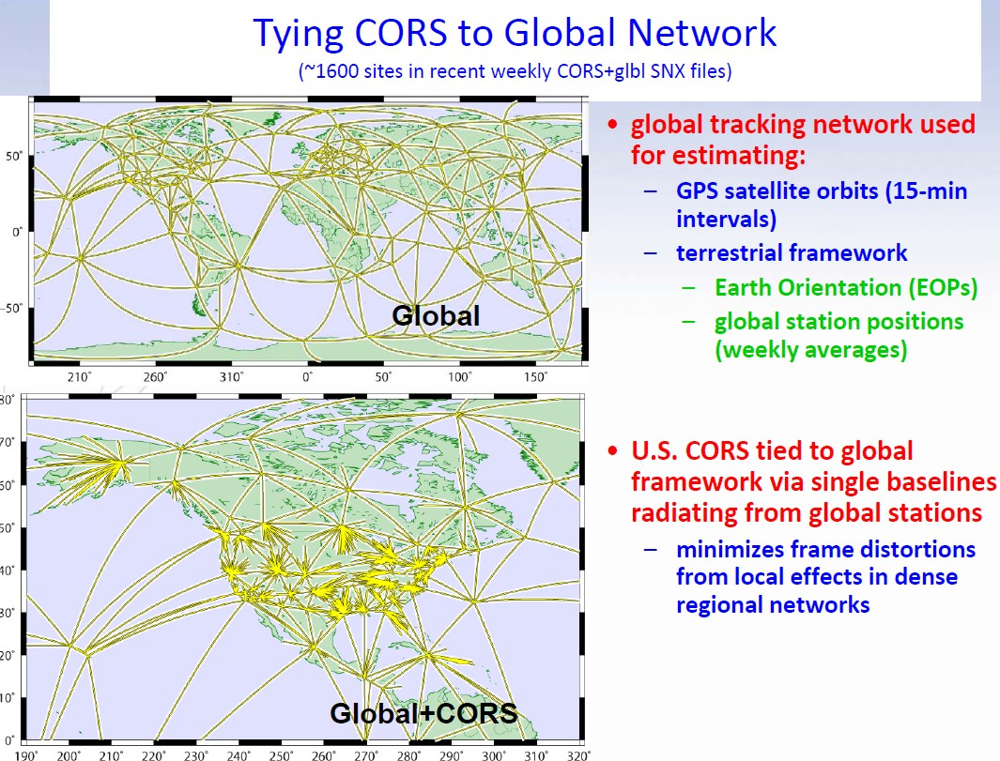 Tying CORS to Global Network
(~1600 sites in recent weekly CORS+glbl SNX files)
50°
0°
-50°
Global
210° 260° 310° 0° 50° 100° 150°
• global tracking network used
for estimating:
– GPS satellite orbits (15-min
intervals)
– terrestrial framework
– Earth Orientation (EOPs)
– global station positions
(weekly averages)
80°
70°
60°
50°
40°
30°
20°
10°
0°
Global+CORS
190° 200° 210° 220° 230° 240° 250° 260° 270° 280° 290° 300° 310° 320°
• U.S. CORS tied to global
framework via single baselines
radiating from global stations
– minimizes frame distortions
from local effects in dense
regional networks